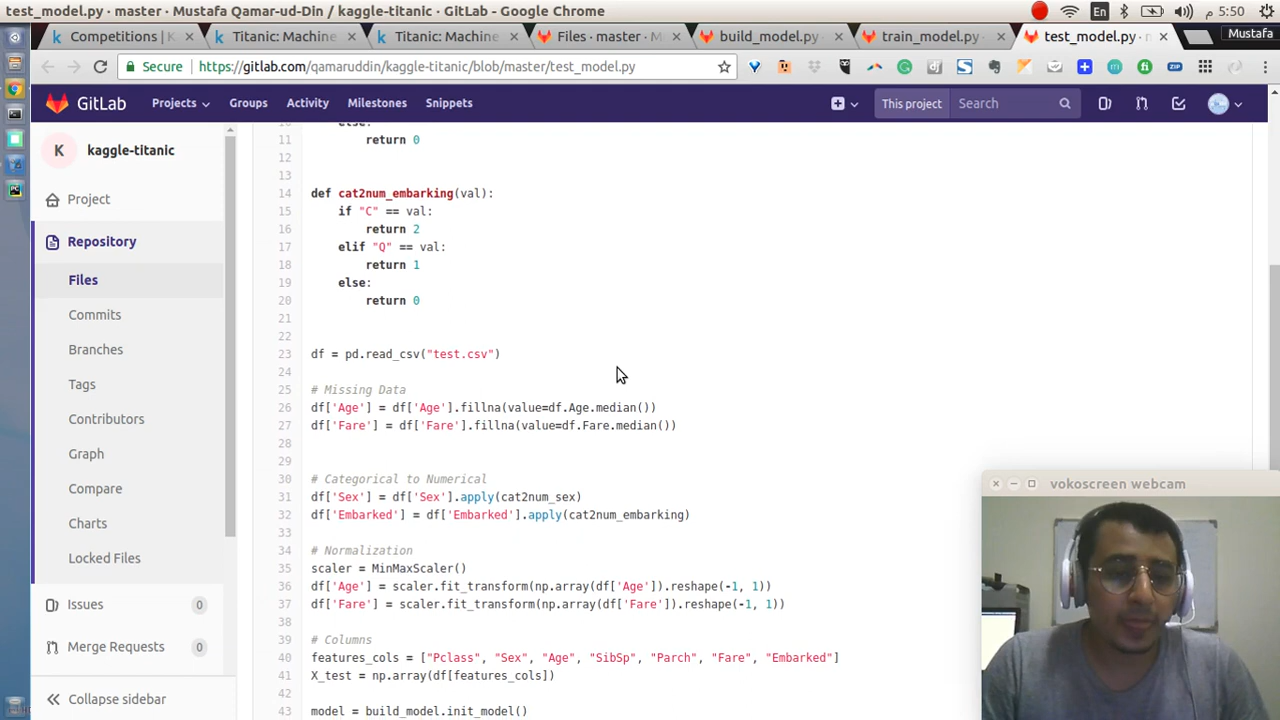 test_model.py · master · Mustafa Qamar-ud-Din / kaggle-titanic · GitLab - Google Chrome
En
5:50 م
Competitions | K
Titanic: Machine
Titanic: Machine
Files · master · M
build_model.py ·
train_model.py ·
test_model.py · m
Mustafa
Secure
https://gitlab.com/qamaruddin/kaggle-titanic/blob/master/test_model.py
GitLab
Projects
Groups
Activity
Milestones
Snippets
This project
Search
K
kaggle-titanic
Project
Repository
Files
Commits
Branches
Tags
Contributors
Graph
Compare
Charts
Locked Files
Issues
0
Merge Requests
0
Collapse sidebar
10 else:
11 return 0
12
13
14 def cat2num_embarking(val):
15 if "C" == val:
16 return 2
17 elif "Q" == val:
18 return 1
19 else:
20 return 0
21
22
23 df = pd.read_csv("test.csv")
24
25 # Missing Data
26 df['Age'] = df['Age'].fillna(value=df.Age.median())
27 df['Fare'] = df['Fare'].fillna(value=df.Fare.median())
28
29
30 # Categorical to Numerical
31 df['Sex'] = df['Sex'].apply(cat2num_sex)
32 df['Embarked'] = df['Embarked'].apply(cat2num_embarking)
33
34 # Normalization
35 scaler = MinMaxScaler()
36 df['Age'] = scaler.fit_transform(np.array(df['Age']).reshape(-1, 1))
37 df['Fare'] = scaler.fit_transform(np.array(df['Fare']).reshape(-1, 1))
38
39 # Columns
40 features_cols = ["Pclass", "Sex", "Age", "SibSp", "Parch", "Fare", "Embarked"]
41 X_test = np.array(df[features_cols])
42
43 model = build_model.init_model()
vokoscreen webcam